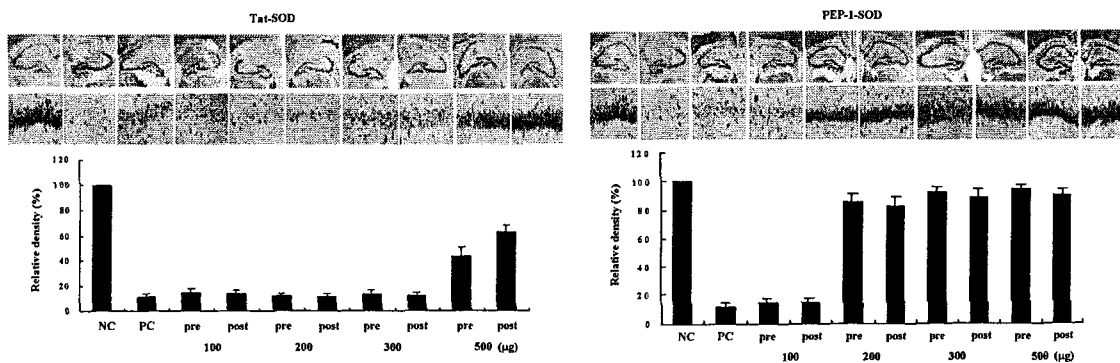 Tat-SOD
Relative density (%)
120
100
80
60
40
20
0
NC PC pre post pre post pre post pre post
100 200 300 500 (μg)
PEP-1-SOD
Relative density (%)
120
100
80
60
40
20
0
NC PC pre post pre post pre post pre post
100 200 300 500 (μg)